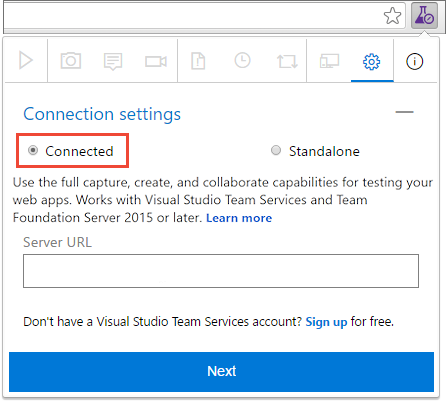 Connection settings
Connected
Standalone
Use the full capture, create, and collaborate capabilities for testing your
web apps. Works with Visual Studio Team Services and Team
Foundation Server 2015 or later. Learn more
Server URL
Don't have a Visual Studio Team Services account? Sign up for free.
Next